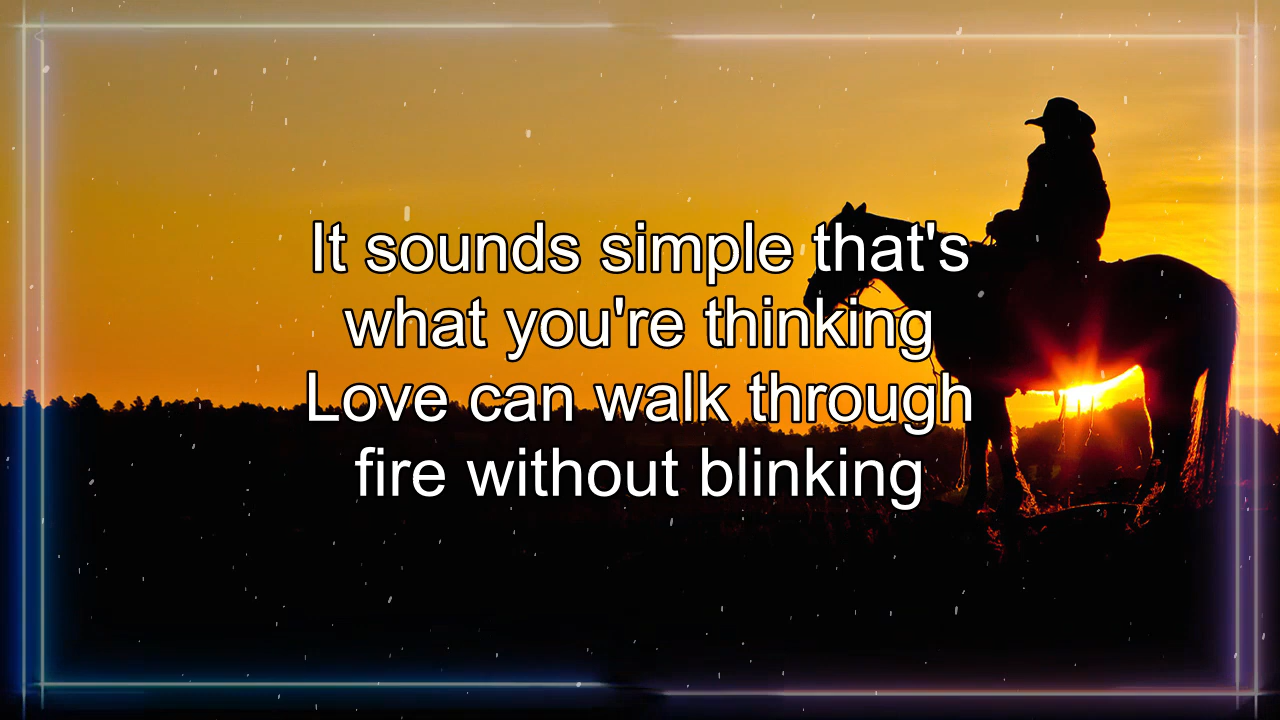 It sounds simple that's
what you're thinking
Love can walk through
fire without blinking